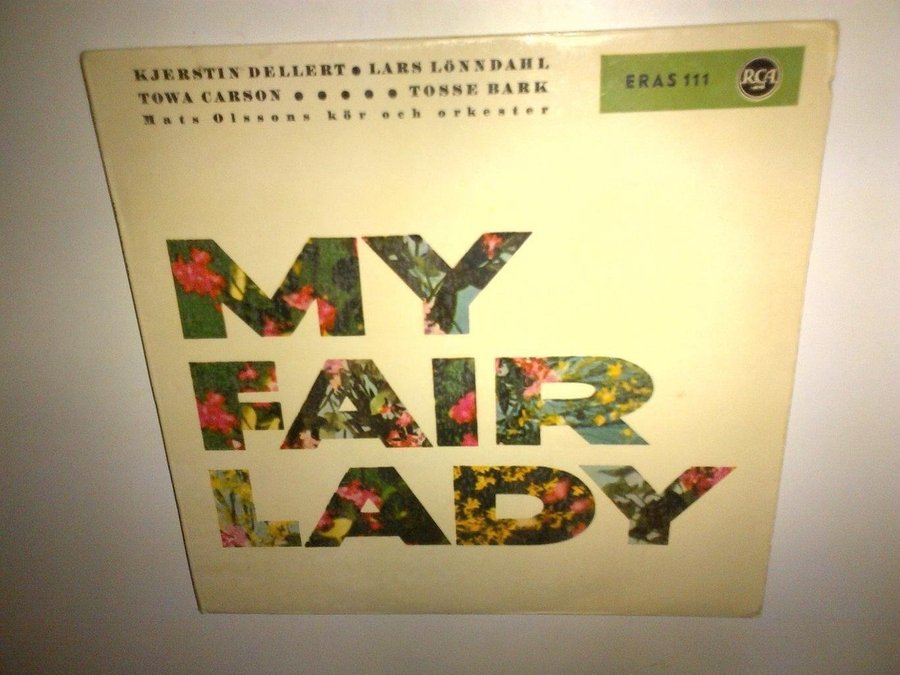 KJERSTIN DELLERT • LARS LÖNNDAHL
TOWA CARSON • • • • • TOSSE BARK
Mats Olssons kör och orkester
ERAS 111
RCA
MY
FAIR
LADY